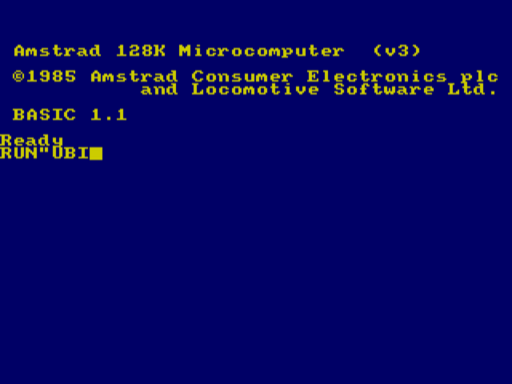 Amstrad 128K Microcomputer (v3)
©1985 Amstrad Consumer Electronics plc
and Locomotive Software Ltd.
BASIC 1.1
Ready
RUN"UBI